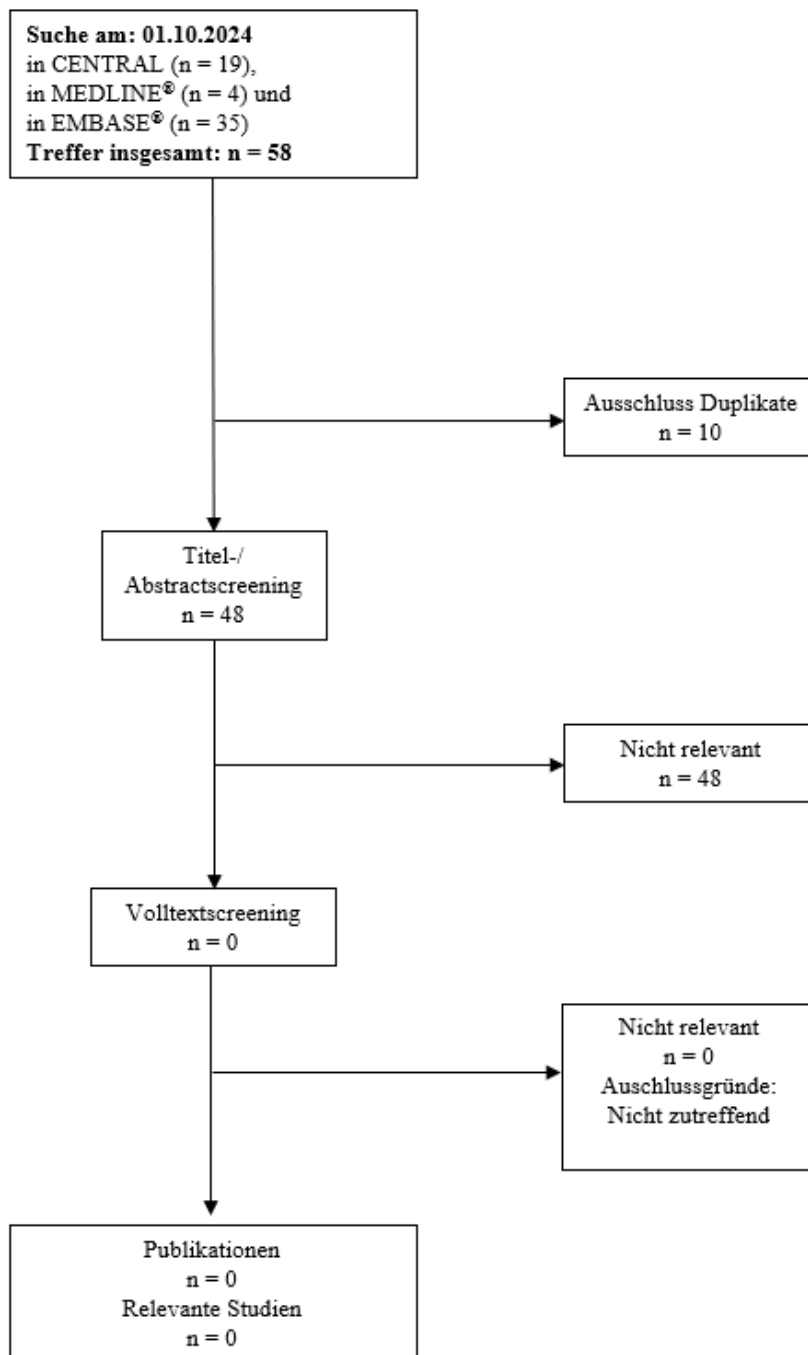 Suche am: 01.10.2024
in CENTRAL (n = 19),
in MEDLINE® (n = 4) und
in EMBASE® (n = 35)
Treffer insgesamt: n = 58
Ausschluss Duplikate
n = 10
Titel-/
Abstractscreening
n = 48
Nicht relevant
n = 48
Volltextscreening
n = 0
Nicht relevant
n = 0
Auschlussgründe:
Nicht zutreffend
Publikationen
n = 0
Relevante Studien
n = 0